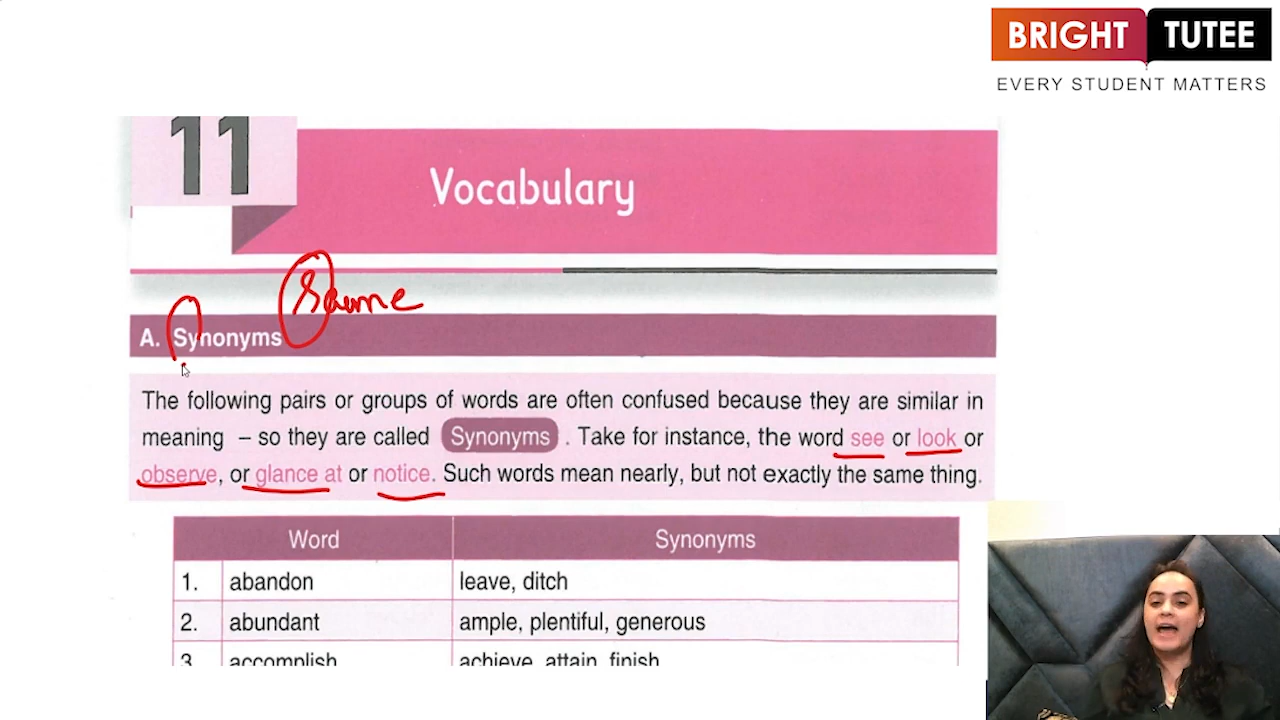 BRIGHT TUTEE
EVERY STUDENT MATTERS
11
Vocabulary
Same
A. Synonyms
The following pairs or groups of words are often confused because they are similar in
meaning – so they are called Synonyms . Take for instance, the word see or look or
observe, or glance at or notice. Such words mean nearly, but not exactly the same thing.
Word Synonyms
1. abandon leave, ditch
2. abundant ample, plentiful, generous
3. accomplish achieve, attain, finish